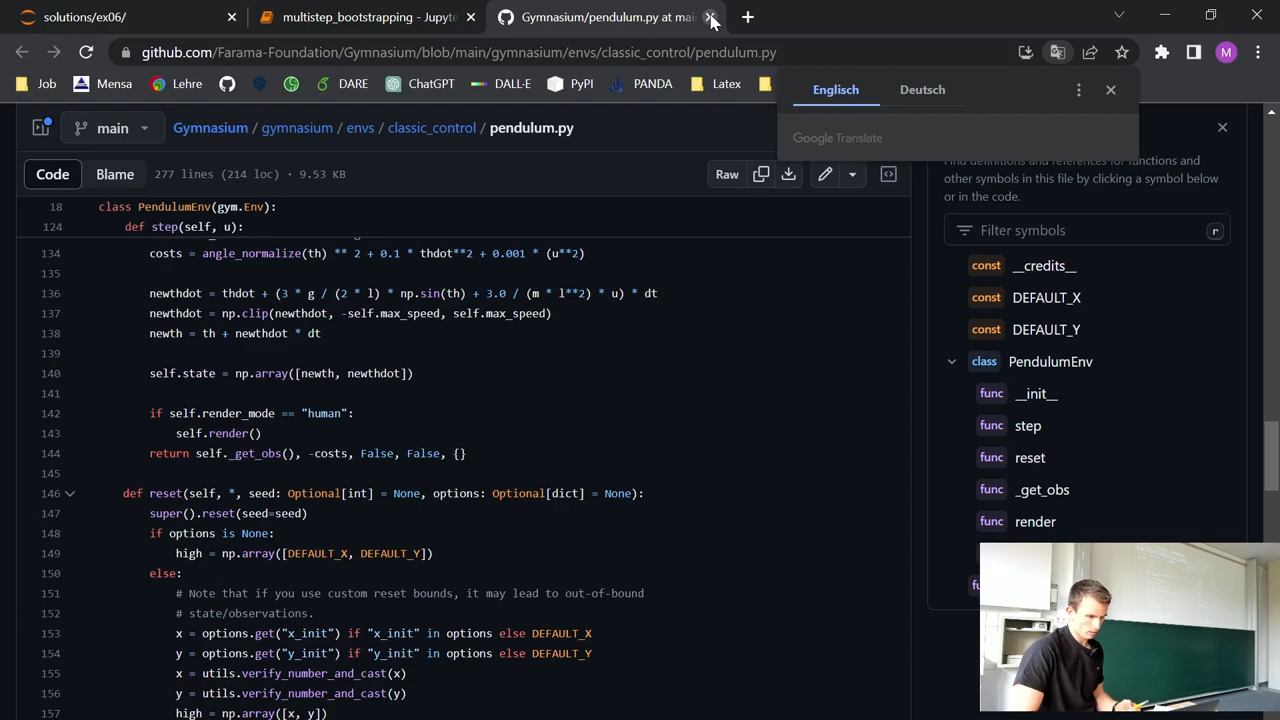 solutions/ex06/
multistep_bootstrapping - Jupyte
Gymnasium/pendulum.py at mai
github.com/Farama-Foundation/Gymnasium/blob/main/gymnasium/envs/classic_control/pendulum.py
M
Job
Mensa
Lehre
DARE
ChatGPT
DALLE
PyPI
PANDA
Latex
Englisch
Deutsch
Google Translate
main
Gymnasium / gymnasium / envs / classic_control / pendulum.py
Code
Blame
277 lines (214 loc) · 9.53 KB
Raw
Find definitions and references for functions and
other symbols in this file by clicking a symbol below
or in the code.
Filter symbols
r
const __credits__
const DEFAULT_X
const DEFAULT_Y
class PendulumEnv
func __init__
func step
func reset
func _get_obs
func render
18 class PendulumEnv(gym.Env):
124 def step(self, u):
134 costs = angle_normalize(th) ** 2 + 0.1 * thdot**2 + 0.001 * (u**2)
135
136 newthdot = thdot + (3 * g / (2 * l) * np.sin(th) + 3.0 / (m * l**2) * u) * dt
137 newthdot = np.clip(newthdot, -self.max_speed, self.max_speed)
138 newth = th + newthdot * dt
139
140 self.state = np.array([newth, newthdot])
141
142 if self.render_mode == "human":
143 self.render()
144 return self._get_obs(), -costs, False, False, {}
145
146 def reset(self, *, seed: Optional[int] = None, options: Optional[dict] = None):
147 super().reset(seed=seed)
148 if options is None:
149 high = np.array([DEFAULT_X, DEFAULT_Y])
150 else:
151 # Note that if you use custom reset bounds, it may lead to out-of-bound
152 # state/observations.
153 x = options.get("x_init") if "x_init" in options else DEFAULT_X
154 y = options.get("y_init") if "y_init" in options else DEFAULT_Y
155 x = utils.verify_number_and_cast(x)
156 y = utils.verify_number_and_cast(y)
157 high = np.array([x, y])